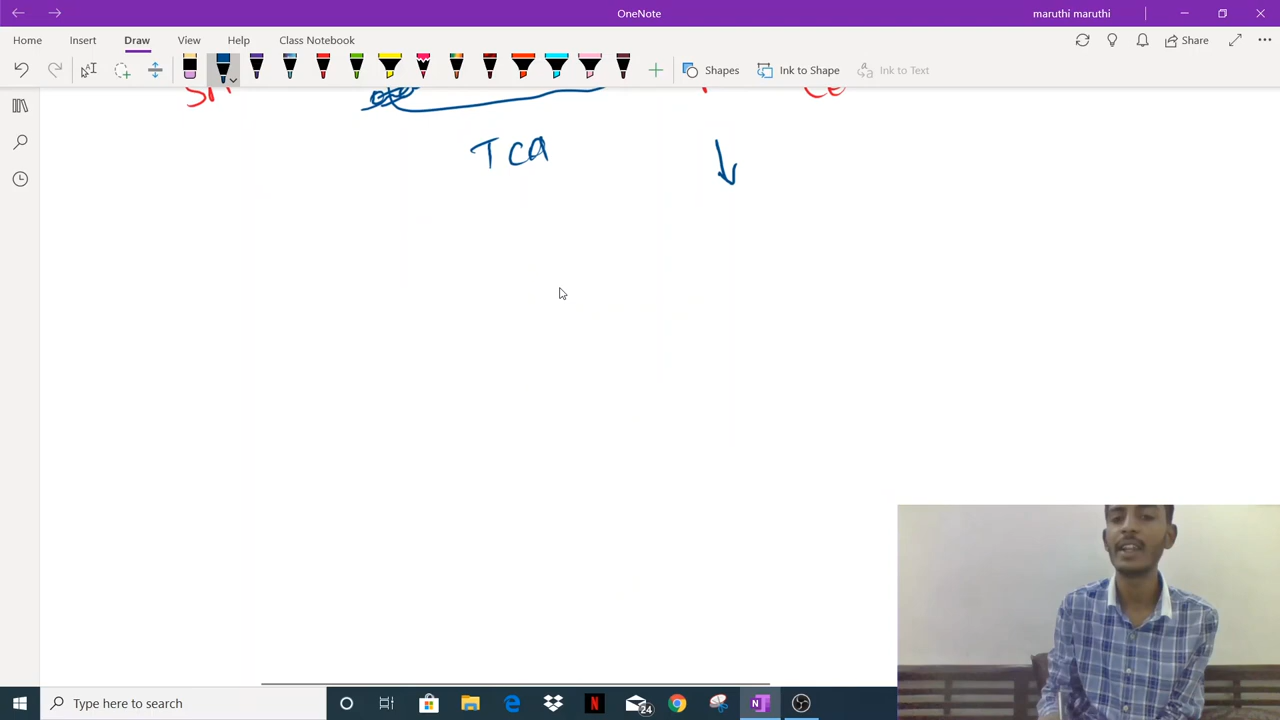 OneNote
maruthi maruthi
Home Insert Draw View Help Class Notebook
Share
Shapes Ink to Shape Ink to Text
TCA
Type here to search
24